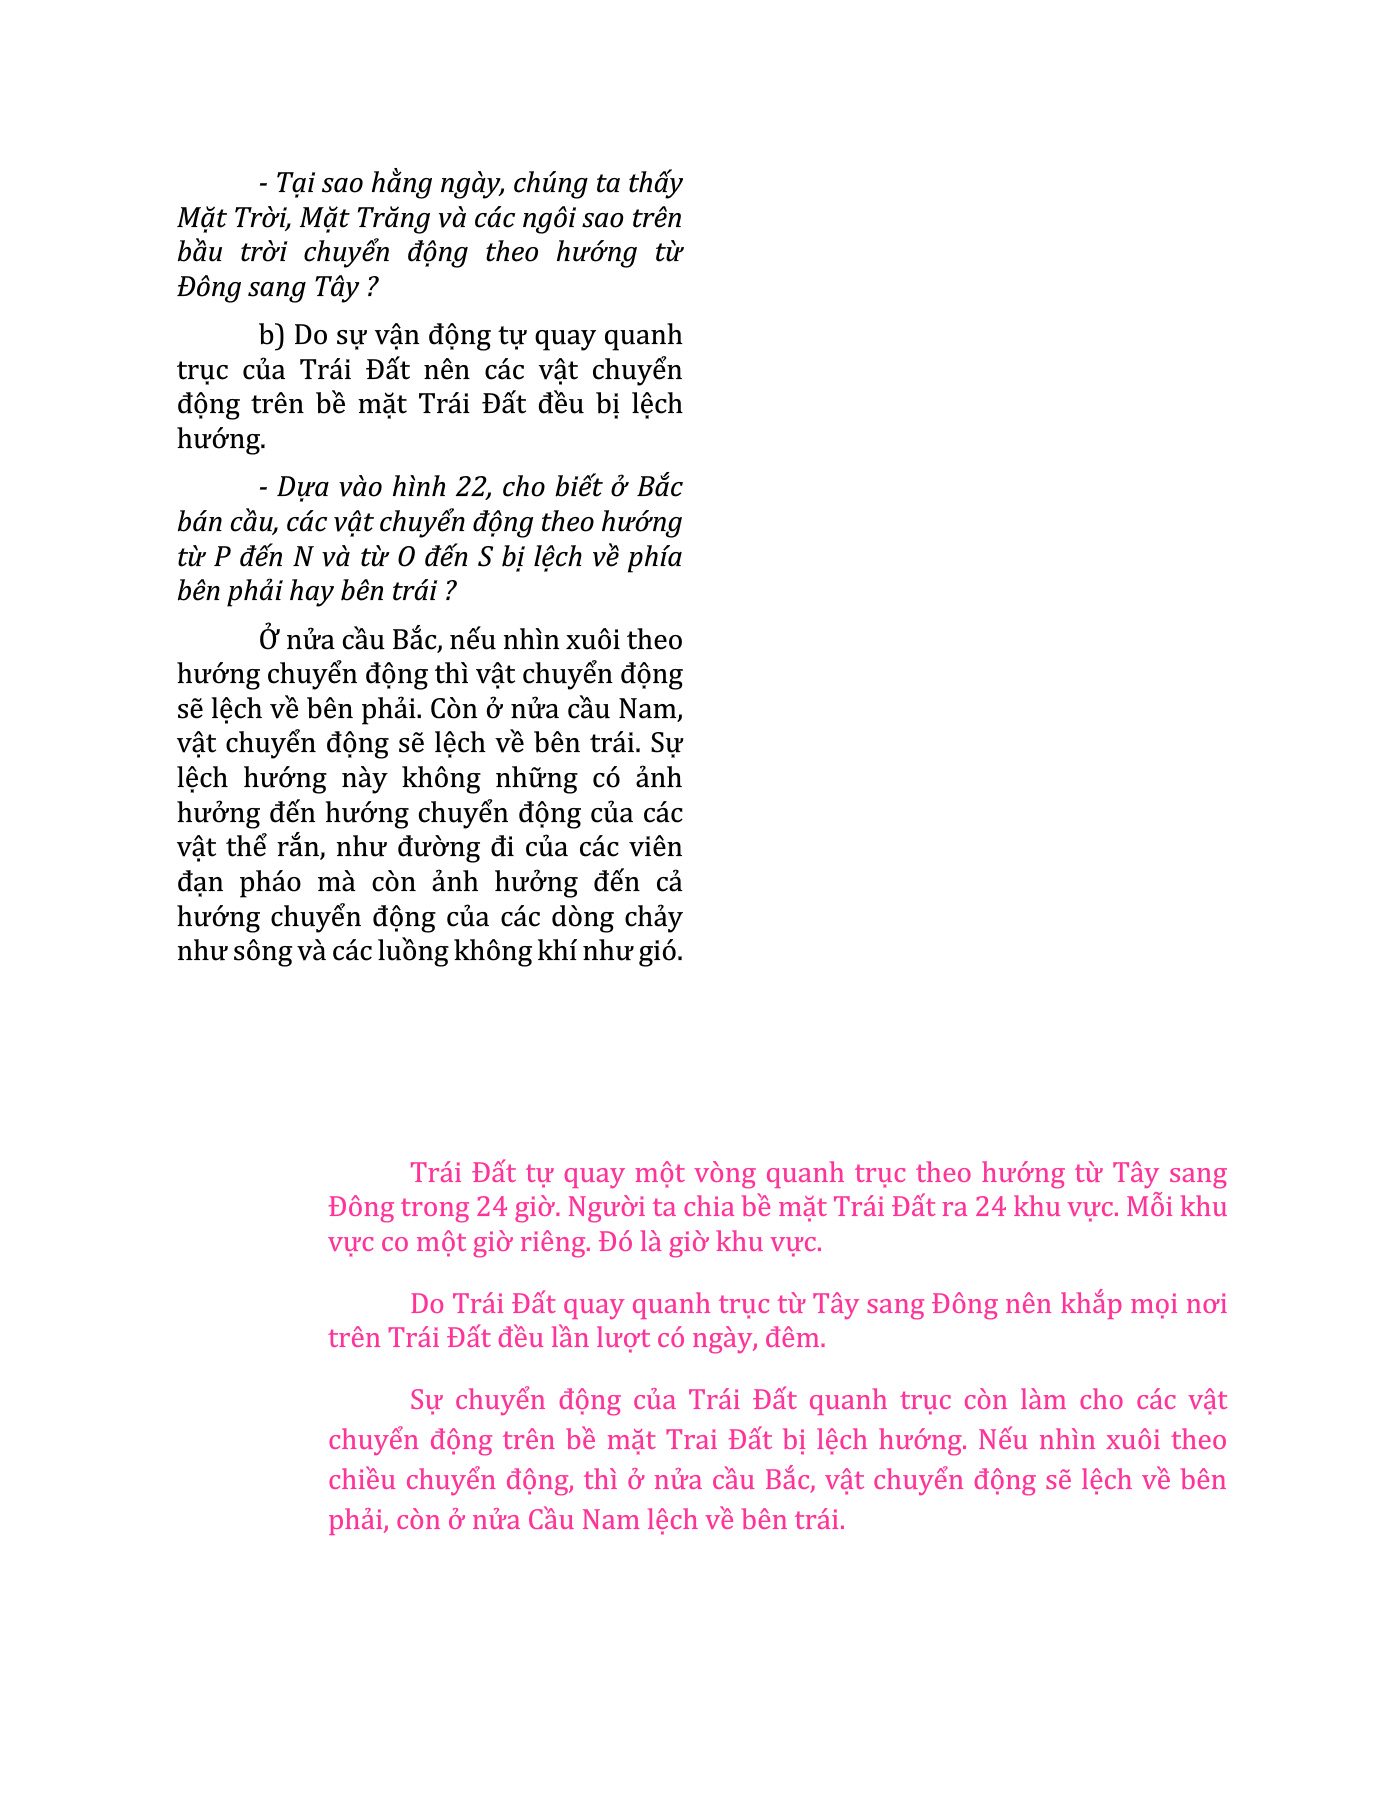 - Tại sao hằng ngày, chúng ta thấy
Mặt Trời, Mặt Trăng và các ngôi sao trên
bầu trời chuyển động theo hướng từ
Đông sang Tây ?
b) Do sự vận động tự quay quanh
trục của Trái Đất nên các vật chuyển
động trên bề mặt Trái Đất đều bị lệch
hướng.
- Dựa vào hình 22, cho biết ở Bắc
bán cầu, các vật chuyển động theo hướng
từ P đến N và từ O đến S bị lệch về phía
bên phải hay bên trái ?
Ở nửa cầu Bắc, nếu nhìn xuôi theo
hướng chuyển động thì vật chuyển động
sẽ lệch về bên phải. Còn ở nửa cầu Nam,
vật chuyển động sẽ lệch về bên trái. Sự
lệch hướng này không những có ảnh
hưởng đến hướng chuyển động của các
vật thể rắn, như đường đi của các viên
đạn pháo mà còn ảnh hưởng đến cả
hướng chuyển động của các dòng chảy
như sông và các luồng không khí như gió.
Trái Đất tự quay một vòng quanh trục theo hướng từ Tây sang
Đông trong 24 giờ. Người ta chia bề mặt Trái Đất ra 24 khu vực. Mỗi khu
vực co một giờ riêng. Đó là giờ khu vực.
Do Trái Đất quay quanh trục từ Tây sang Đông nên khắp mọi nơi
trên Trái Đất đều lần lượt có ngày, đêm.
Sự chuyển động của Trái Đất quanh trục còn làm cho các vật
chuyển động trên bề mặt Trai Đất bị lệch hướng. Nếu nhìn xuôi theo
chiều chuyển động, thì ở nửa cầu Bắc, vật chuyển động sẽ lệch về bên
phải, còn ở nửa Cầu Nam lệch về bên trái.